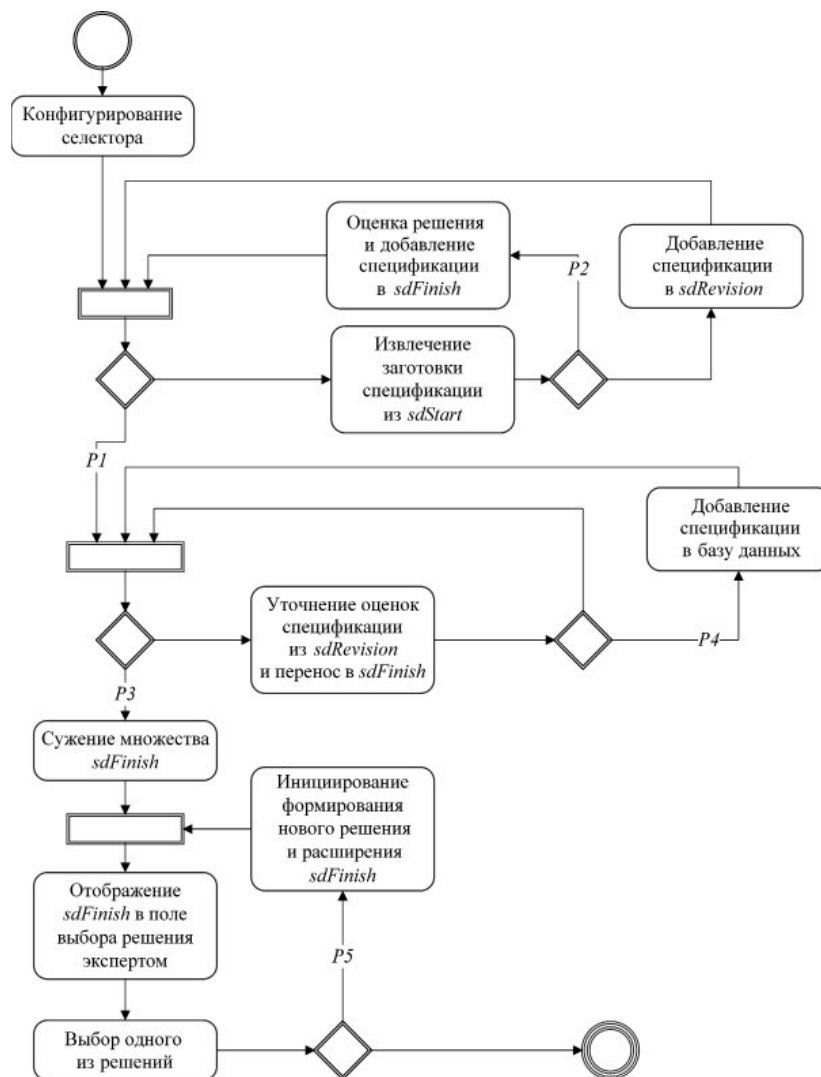 Конфигурирование
селектора
Оценка решения
и добавление
спецификации
в sdFinish
P2
Добавление
спецификации
в sdRevision
Извлечение
заготовки
спецификации
из sdStart
P1
Добавление
спецификации
в базу данных
Уточнение оценок
спецификации
из sdRevision
и перенос в sdFinish
P4
P3
Сужение множества
sdFinish
Инициирование
формирования
нового решения
и расширения
sdFinish
Отображение
sdFinish в поле
выбора решения
экспертом
P5
Выбор одного
из решений